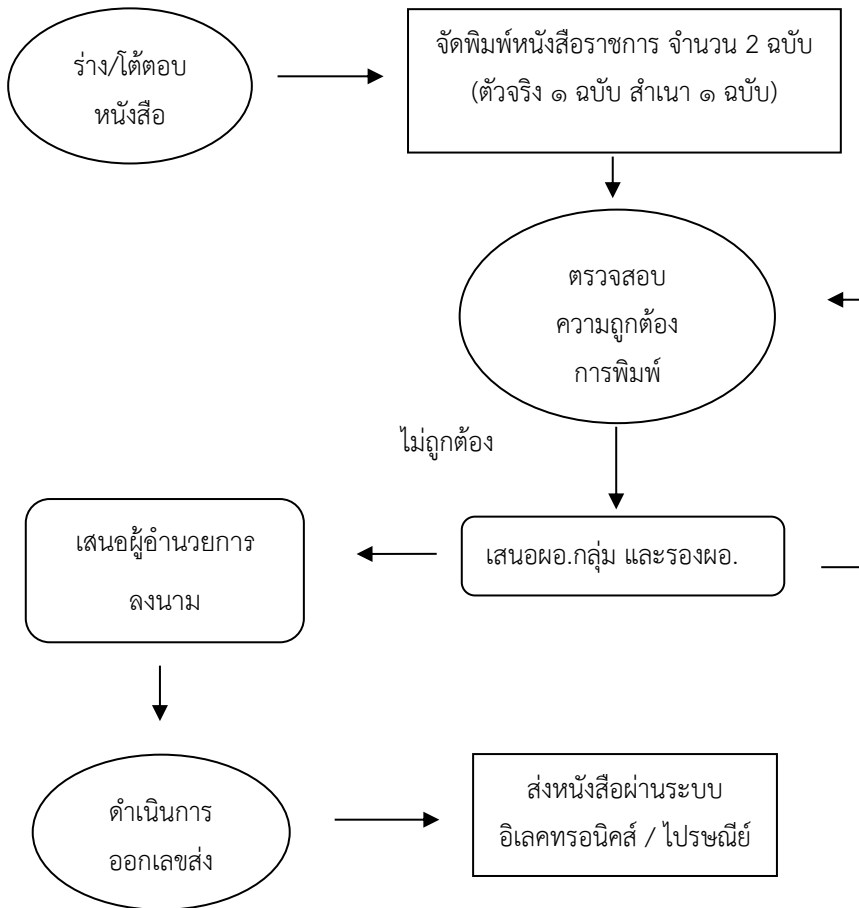 ร่าง/โต้ตอบ
หนังสือ
จัดพิมพ์หนังสือราชการ จำนวน 2 ฉบับ
(ตัวจริง ๑ ฉบับ สำเนา ๑ ฉบับ)
ตรวจสอบ
ความถูกต้อง
การพิมพ์
ไม่ถูกต้อง
เสนอผู้อำนวยการ
ลงนาม
เสนอผอ.กลุ่ม และรองผอ.
ดำเนินการ
ออกเลขส่ง
ส่งหนังสือผ่านระบบ
อิเลคทรอนิคส์ / ไปรษณีย์